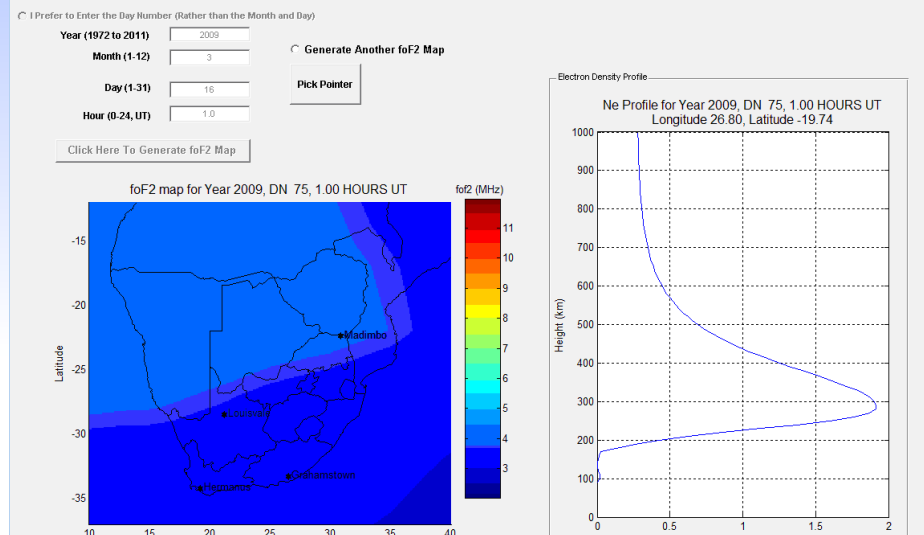 I Prefer to Enter the Day Number (Rather than the Month and Day)
Year (1972 to 2011) 2009
Month (1-12) 3
Day (1-31) 16
Hour (0-24, UT) 1.0
Generate Another foF2 Map
Pick Pointer
Click Here To Generate foF2 Map
foF2 map for Year 2009, DN 75, 1.00 HOURS UT
fof2 (MHz)
11
10
9
8
7
6
5
4
3
Latitude
-15
-20
-25
-30
-35
10 15 20 25 30 35 40
Madimbo
Louisvale
Grahamstown
Hermanus
Electron Density Profile
Ne Profile for Year 2009, DN 75, 1.00 HOURS UT
Longitude 26.80, Latitude -19.74
Height (km)
1000
900
800
700
600
500
400
300
200
100
0
0 0.5 1 1.5 2